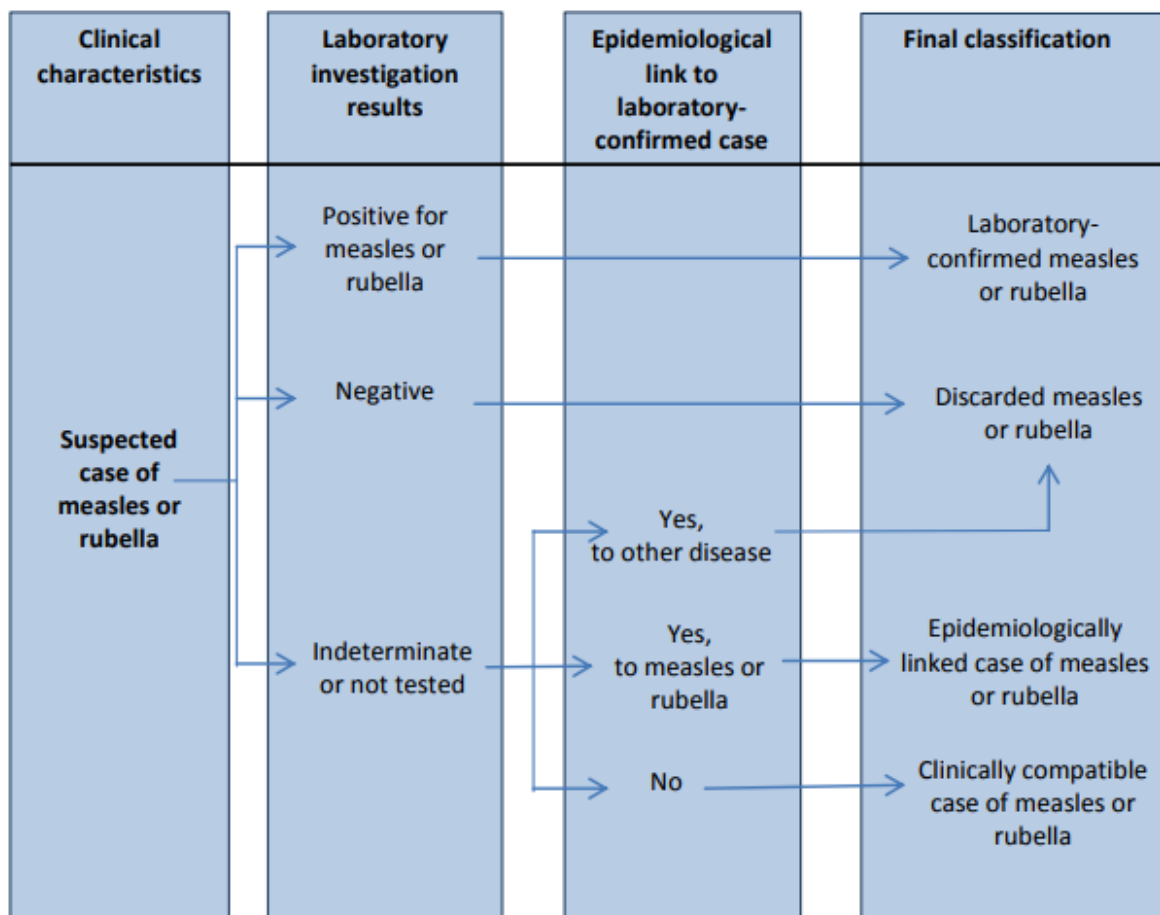 Clinical
characteristics
Laboratory
investigation
results
Epidemiological
link to
laboratory-
confirmed case
Final classification
Suspected
case of
measles or
rubella
Positive for
measles or
rubella
Laboratory-
confirmed measles
or rubella
Negative
Discarded measles
or rubella
Indeterminate
or not tested
Yes,
to other disease
Yes,
to measles or
rubella
Epidemiologically
linked case of measles
or rubella
No
Clinically compatible
case of measles or
rubella